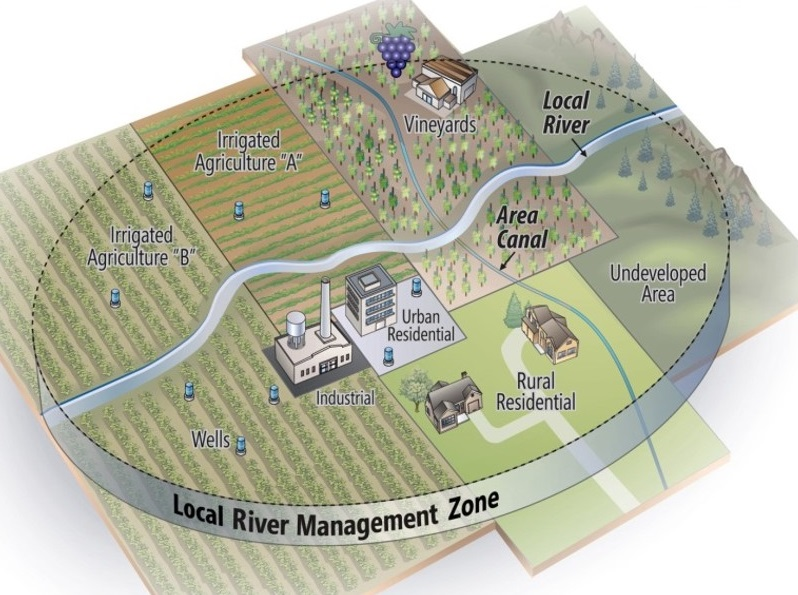 Vineyards
Local
River
Irrigated
Agriculture "A"
Area
Canal
Irrigated
Agriculture "B"
Undeveloped
Area
Urban
Residential
Rural
Residential
Industrial
Wells
Local River Management Zone